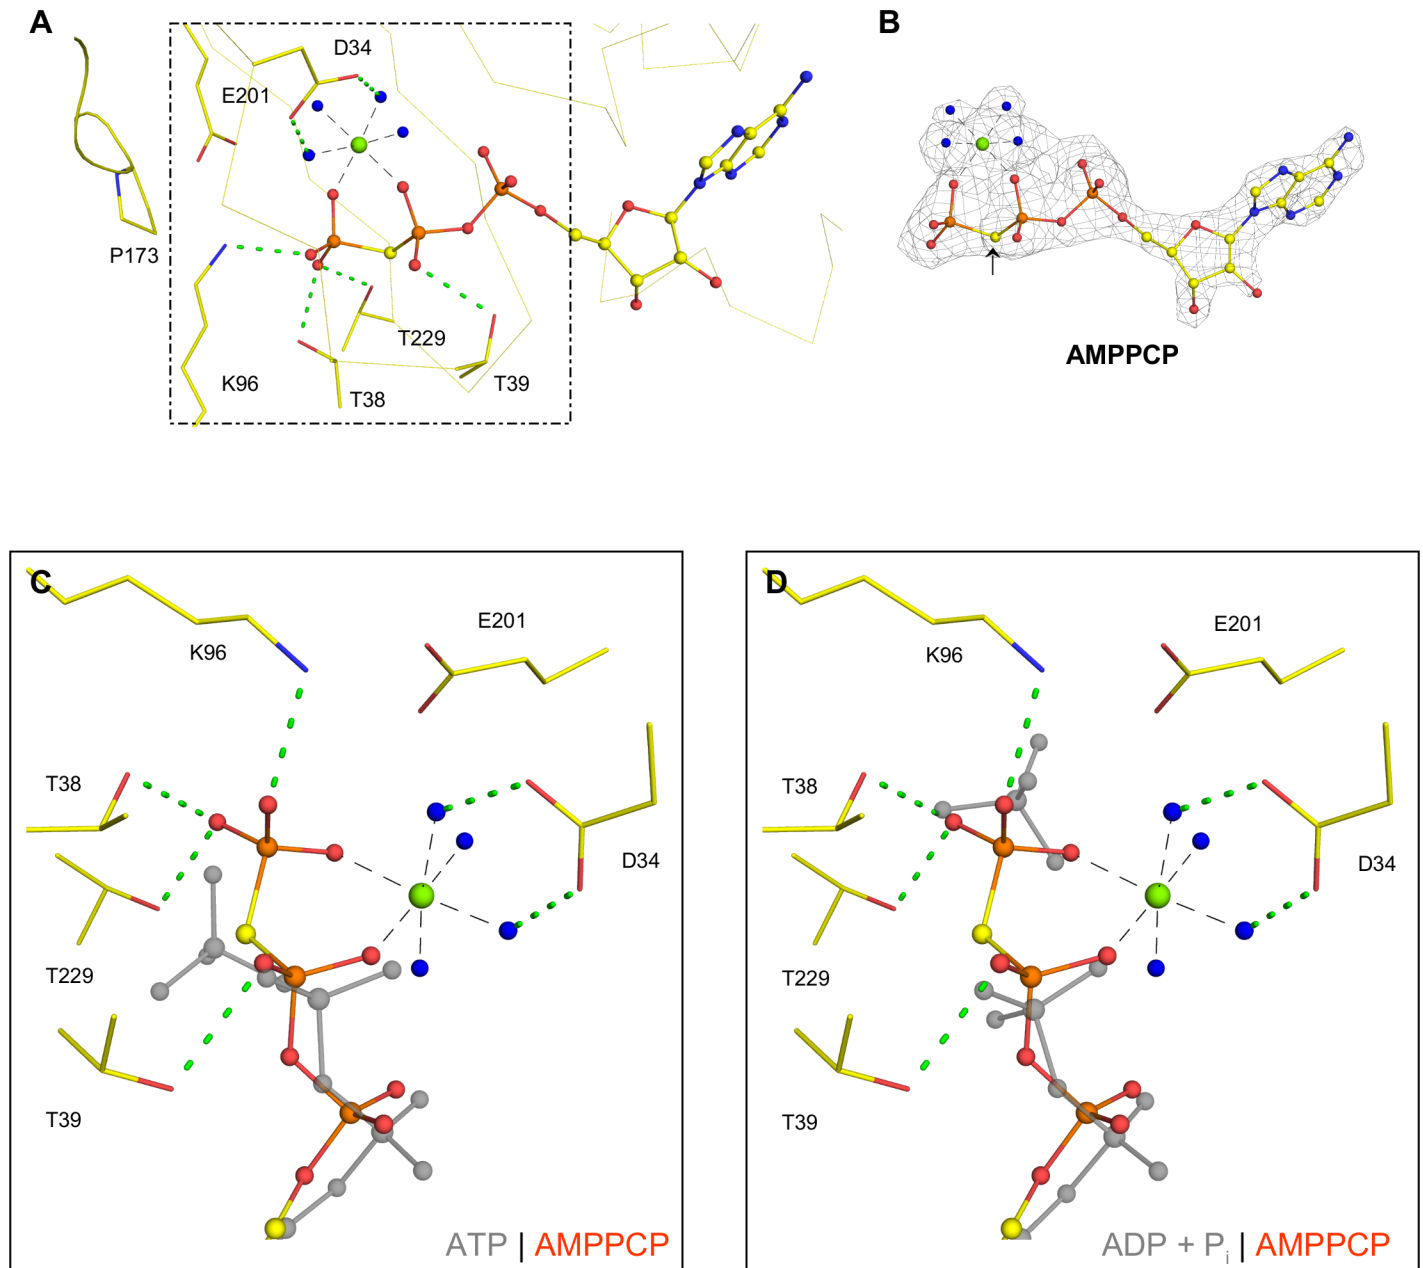 A
B
D34
E201
P173
T229
K96
T38
T39
AMPPCP
C
D
E201
E201
K96
K96
T38
T38
D34
D34
T229
T229
T39
T39
ATP | AMPPCP
ADP + Pi | AMPPCP